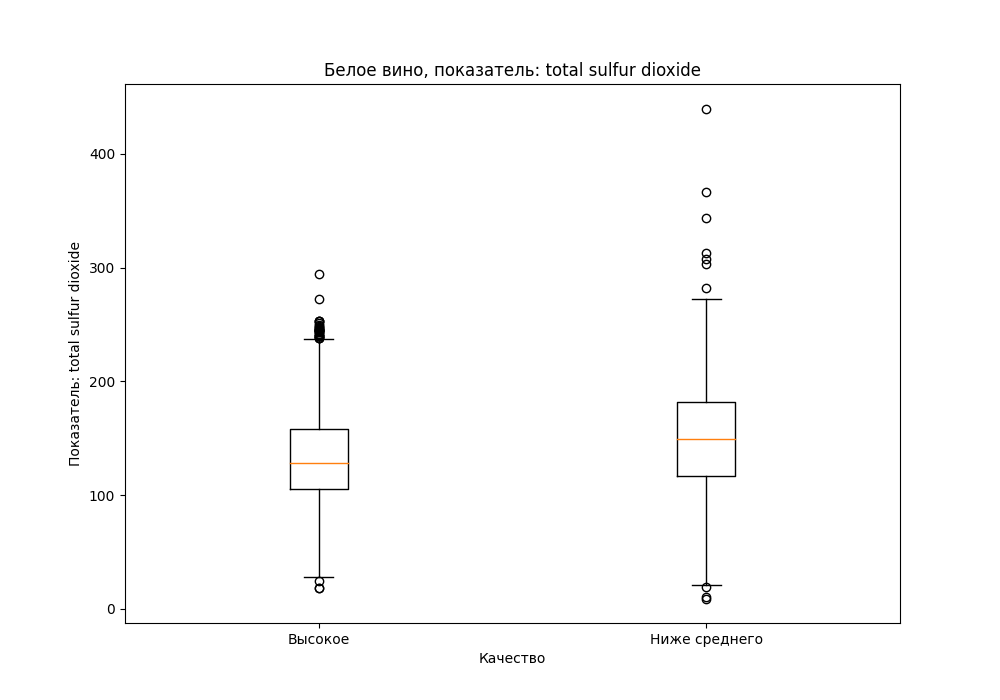 Белое вино, показатель: total sulfur dioxide
Показатель: total sulfur dioxide
400
300
200
100
0
Высокое
Ниже среднего
Качество